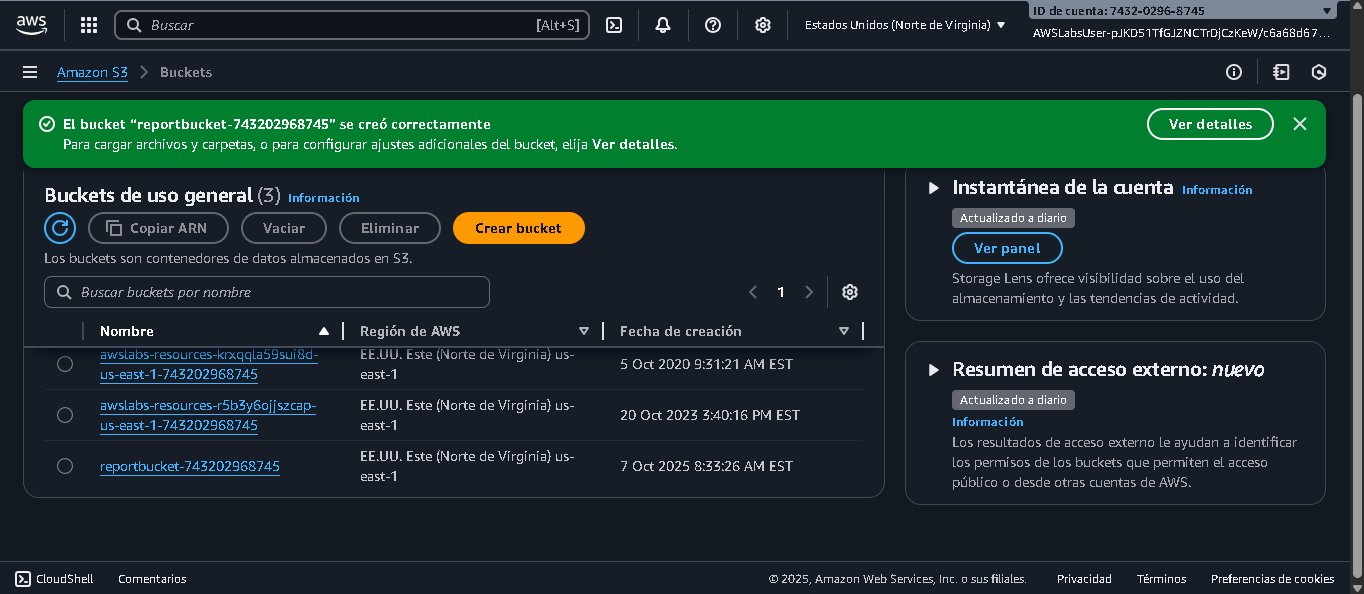 aws
Buscar
[Alt+S]
Estados Unidos (Norte de Virginia)
ID de cuenta: 7432-0296-8745
AWSLabsUser-pJKD51TfGJZNCTrDjCzKeW/c6a68d67...
Amazon S3
Buckets
El bucket “reportbucket-743202968745” se creó correctamente
Para cargar archivos y carpetas, o para configurar ajustes adicionales del bucket, elija Ver detalles.
Ver detalles
Buckets de uso general (3) Información
Copiar ARN
Vaciar
Eliminar
Crear bucket
Los buckets son contenedores de datos almacenados en S3.
Buscar buckets por nombre
1
Nombre
Región de AWS
Fecha de creación
awslabs-resources-krxqqla59sui8d-
us-east-1-743202968745
EE.UU. Este (Norte de Virginia) us-
east-1
5 Oct 2020 9:31:21 AM EST
awslabs-resources-r5b3y6ojjszcap-
us-east-1-743202968745
EE.UU. Este (Norte de Virginia) us-
east-1
20 Oct 2023 3:40:16 PM EST
reportbucket-743202968745
EE.UU. Este (Norte de Virginia) us-
east-1
7 Oct 2025 8:33:26 AM EST
Instantánea de la cuenta Información
Actualizado a diario
Ver panel
Storage Lens ofrece visibilidad sobre el uso del
almacenamiento y las tendencias de actividad.
Resumen de acceso externo: nuevo
Actualizado a diario
Información
Los resultados de acceso externo le ayudan a identificar
los permisos de los buckets que permiten el acceso
público o desde otras cuentas de AWS.
CloudShell
Comentarios
© 2025, Amazon Web Services, Inc. o sus filiales.
Privacidad
Términos
Preferencias de cookies